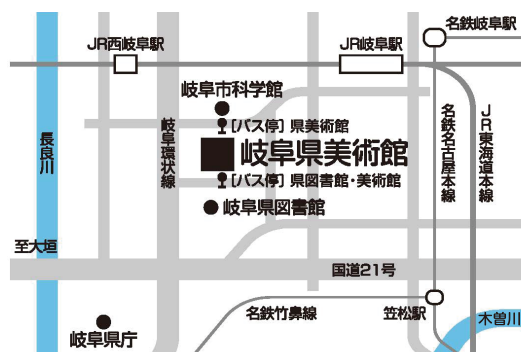 名鉄岐阜駅
JR西岐阜駅
JR岐阜駅
岐阜市科学館
[バス停] 県美術館
岐阜県美術館
[バス停] 県図書館・美術館
岐阜県図書館
長良川
岐阜環状線
名鉄名古屋本線
JR東海道本線
至大垣
国道21号
名鉄竹鼻線
笠松駅
木曽川
岐阜県庁